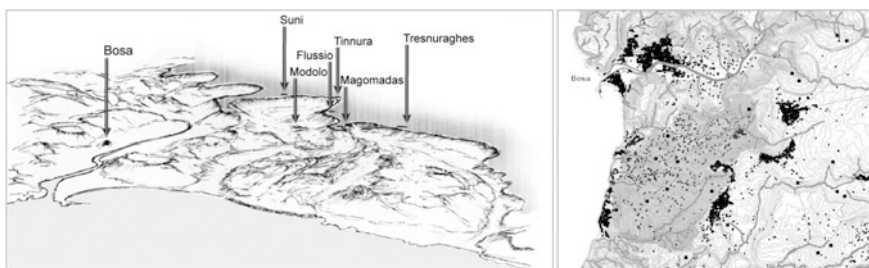 Suni
Tinnura
Tresnuraghes
Bosa
Flussio
Modolo
Magomadas
Bosa